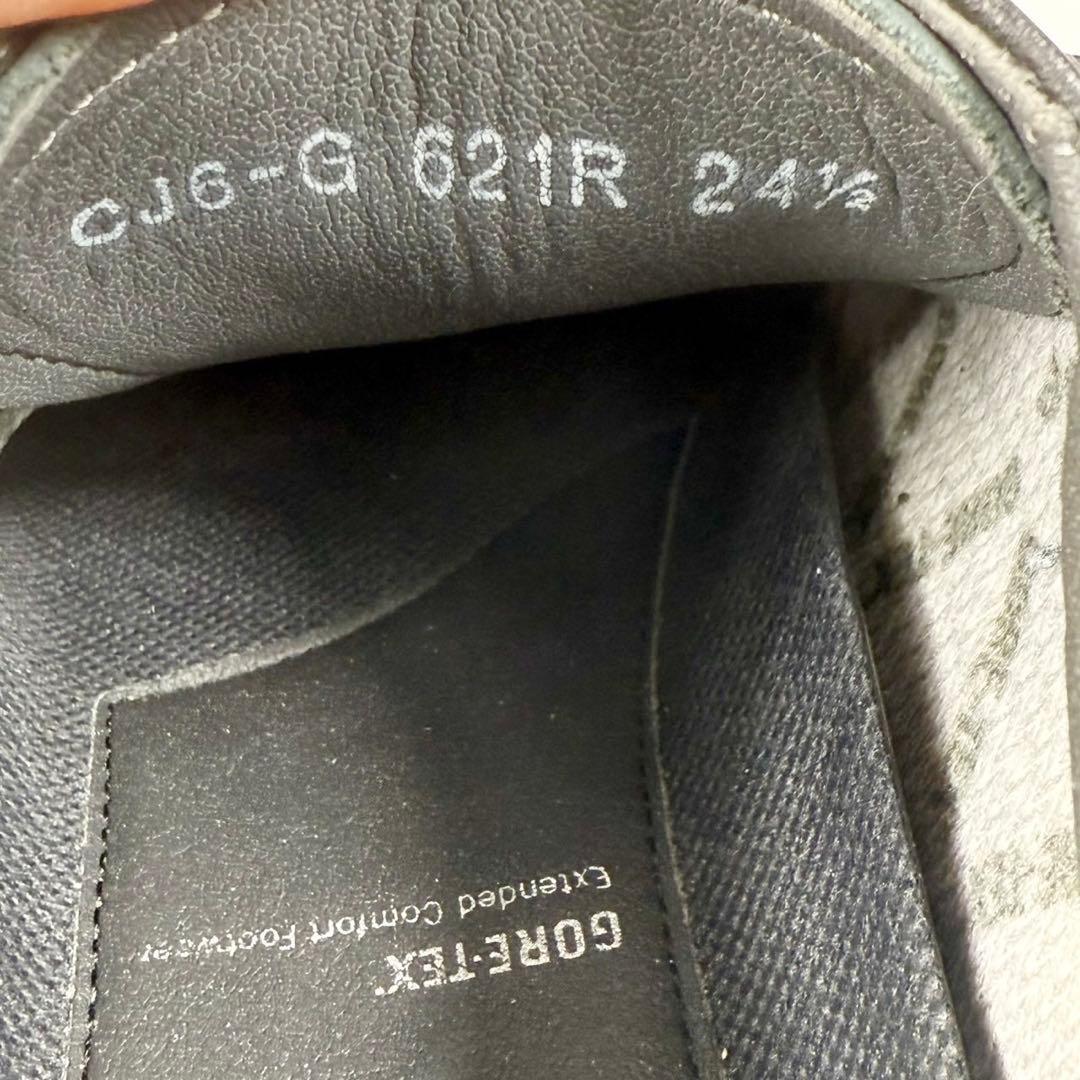 CJ6-G 621R 24½
GORE-TEX
Extended Comfort Footwear